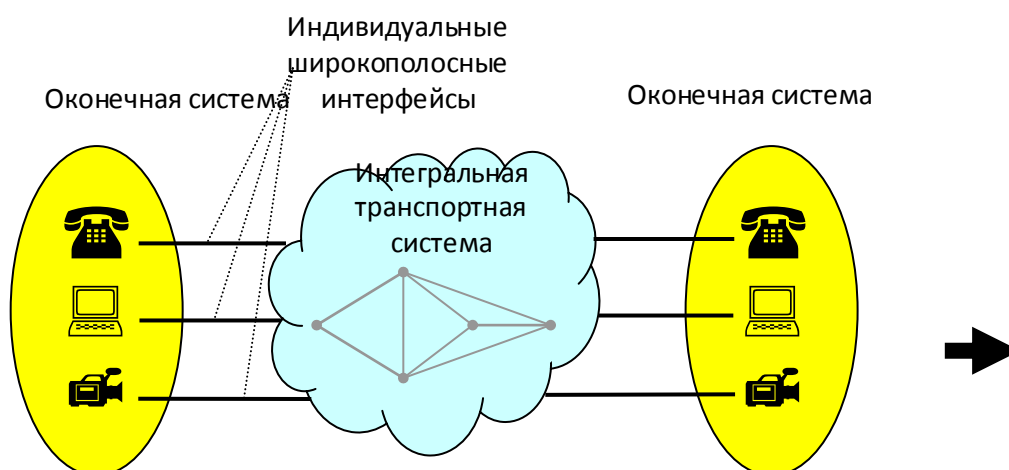 Индивидуальные
широкополосные
интерфейсы
Оконечная система
Оконечная система
Интегральная
транспортная
система